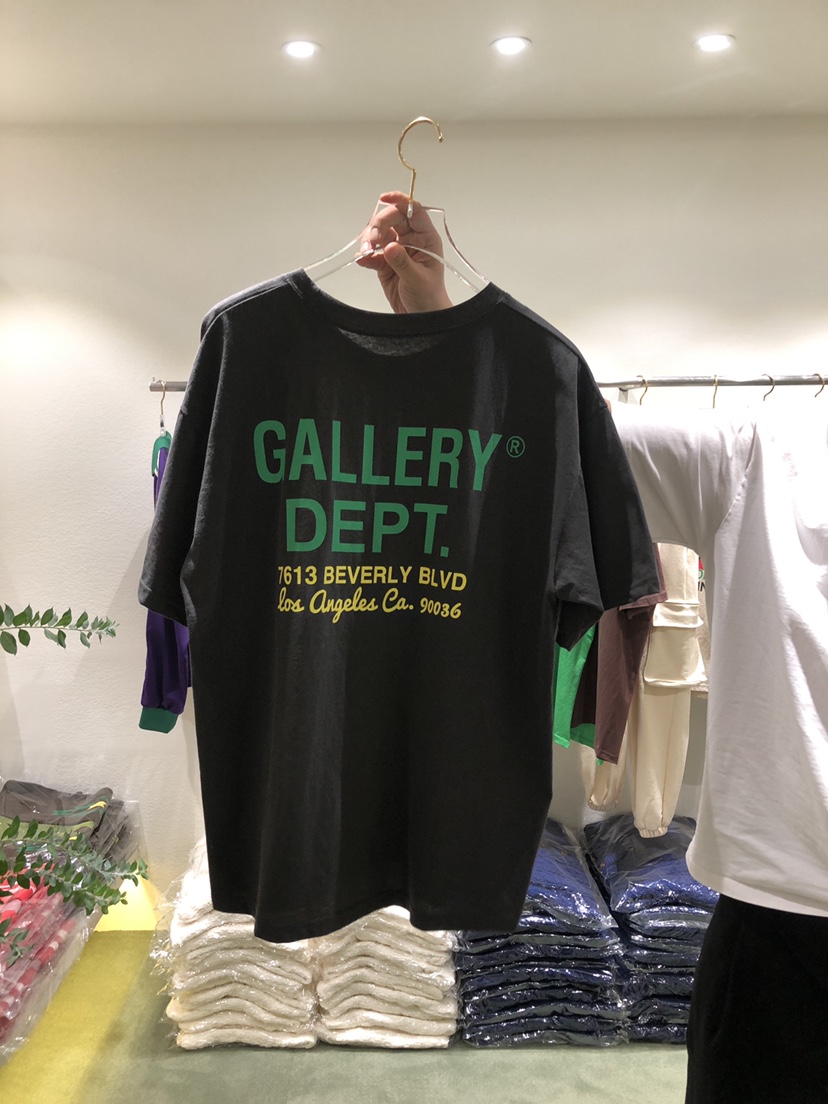 GALLERY®
DEPT.
7613 BEVERLY BLVD
Los Angeles Ca. 90036